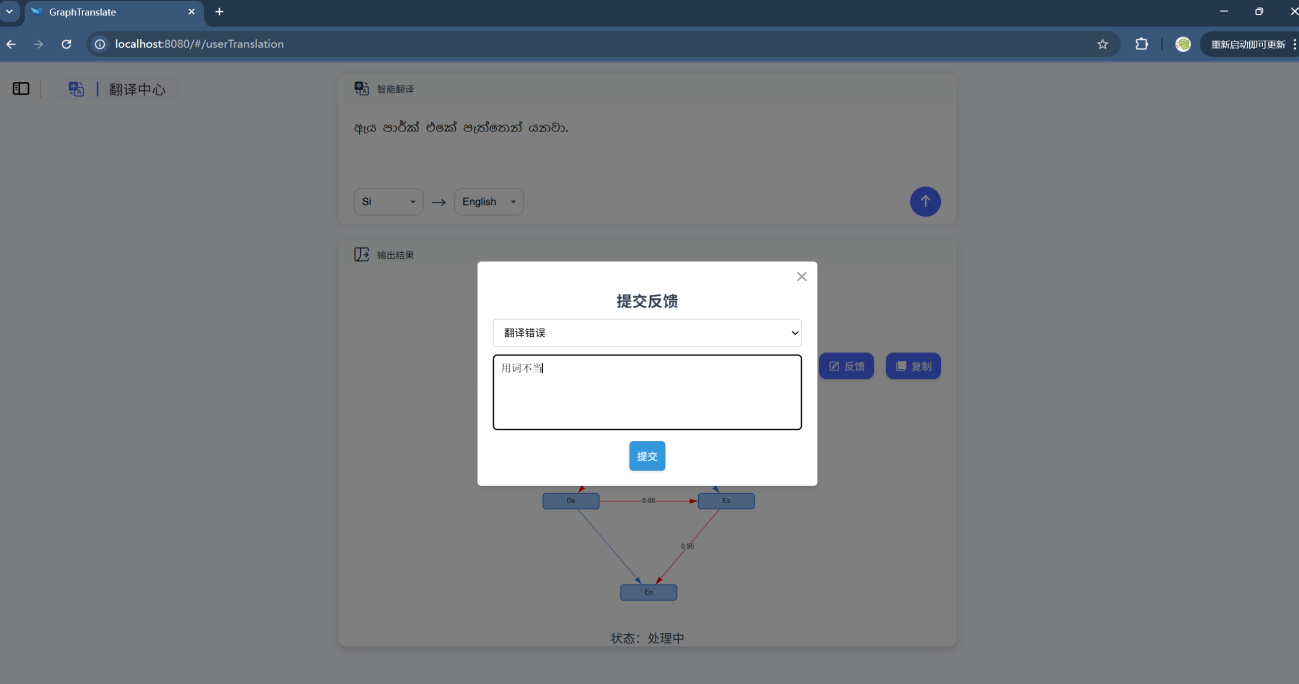 GraphTranslate
localhost:8080/#/userTranslation
重新启动即可更新
翻译中心
智能翻译
ඇය පාර්ක් එකේ පැත්තෙන් යනවා.
Si
English
输出结果
提交反馈
翻译错误
用词不当
提交
反馈
复制
De
0.88
Es
0.95
En
状态：处理中